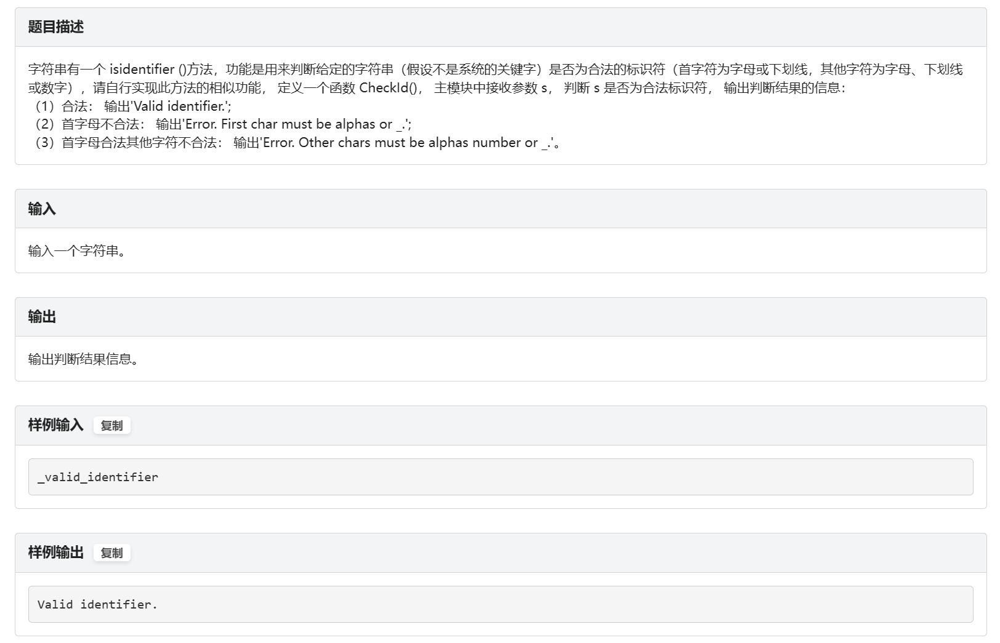 题目描述
字符串有一个 isidentifier ()方法，功能是用来判断给定的字符串（假设不是系统的关键字）是否为合法的标识符（首字符为字母或下划线，其他字符为字母、下划线
或数字），请自行实现此方法的相似功能， 定义一个函数 CheckId()， 主模块中接收参数 s， 判断 s 是否为合法标识符， 输出判断结果的信息：
（1）合法： 输出'Valid identifier.';
（2）首字母不合法： 输出'Error. First char must be alphas or _.';
（3）首字母合法其他字符不合法： 输出'Error. Other chars must be alphas number or _.'。
输入
输入一个字符串。
输出
输出判断结果信息。
样例输入 复制
_valid_identifier
样例输出 复制
Valid identifier.